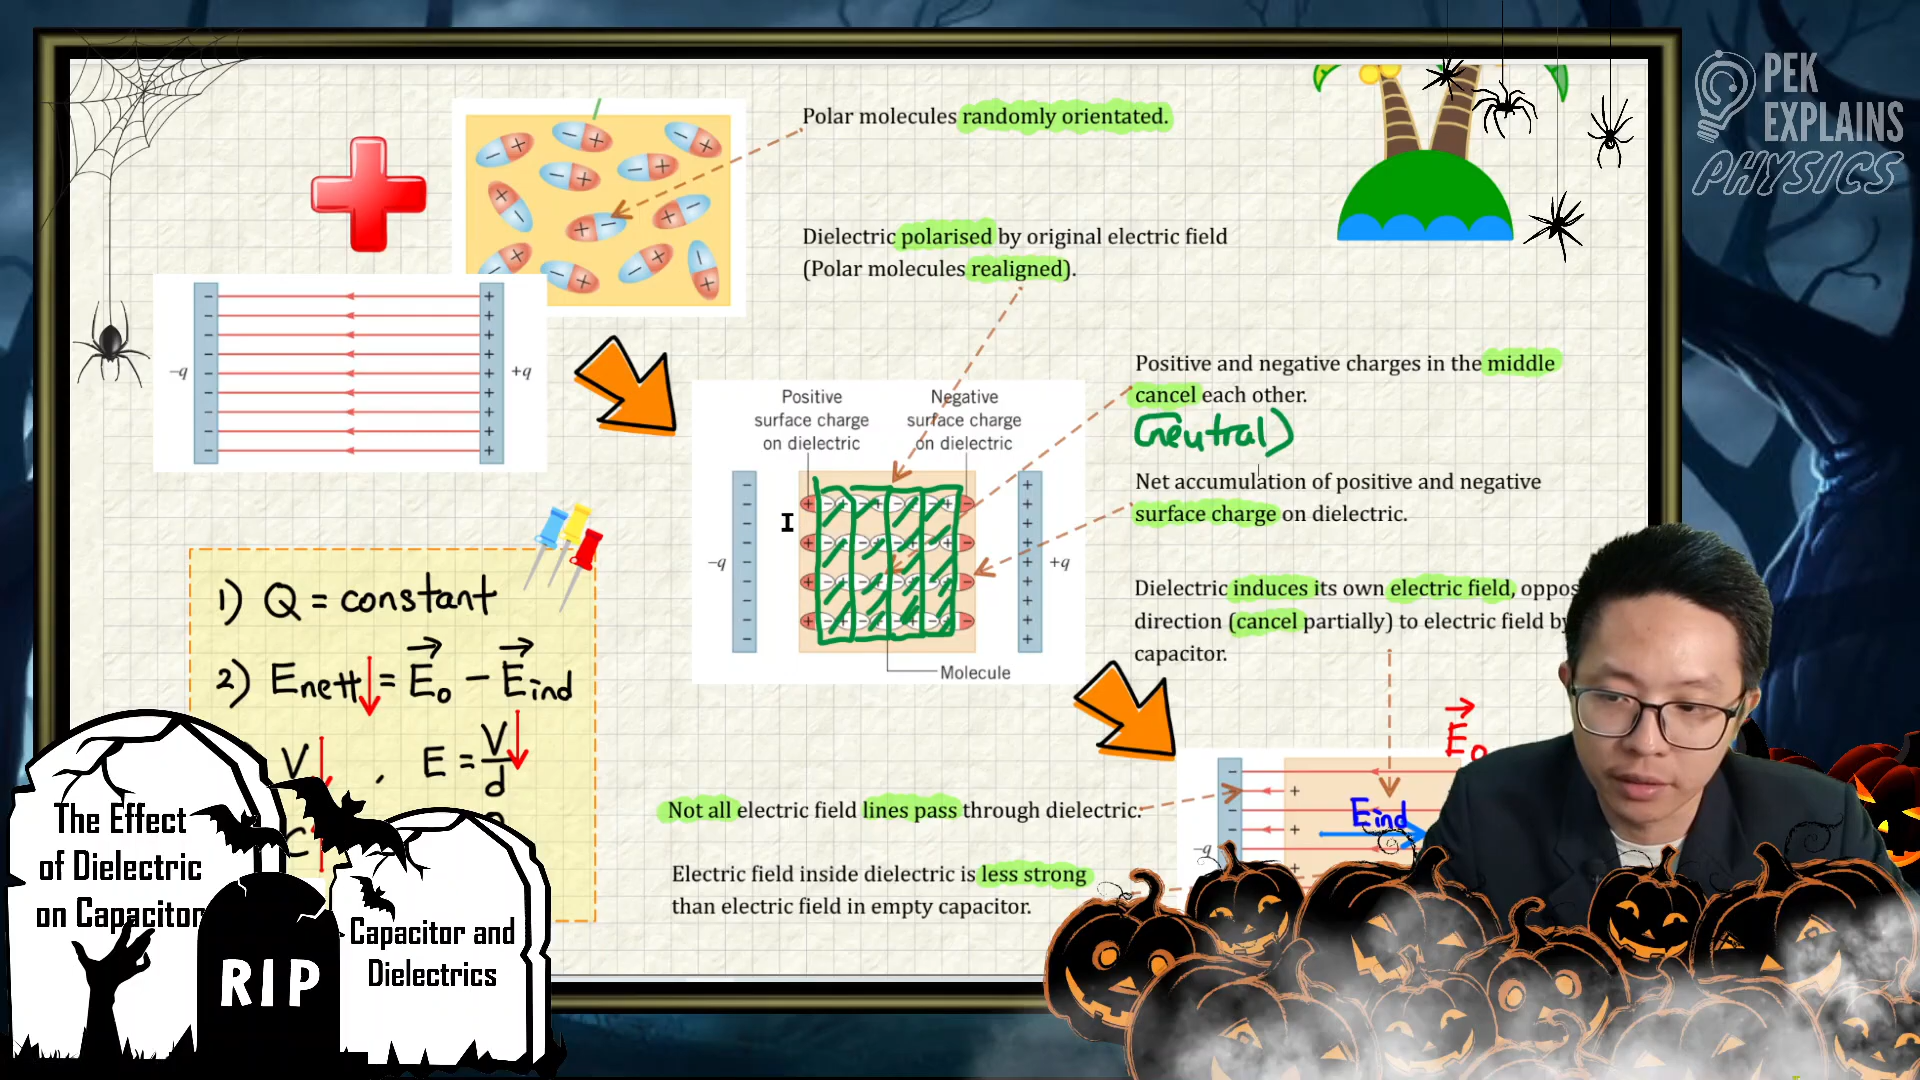 PEK
EXPLAINS
PHYSICS
Polar molecules randomly orientated.
Dielectric polarised by original electric field
(Polar molecules realigned).
-q
+q
Positive and negative charges in the middle
cancel each other.
(neutral)
Positive
surface charge
on dielectric
Negative
surface charge
on dielectric
I
-q
+q
Molecule
Net accumulation of positive and negative
surface charge on dielectric.
Dielectric induces its own electric field, oppos
direction (cancel partially) to electric field by
capacitor.
1) Q = constant
2) Enett↓ = E₀ - Eind
V↓ , E = V↓/d
C
E₀
Eind
-q
Not all electric field lines pass through dielectric.
Electric field inside dielectric is less strong
than electric field in empty capacitor.
The Effect
of Dielectric
on Capacitor
RIP
Capacitor and
Dielectrics